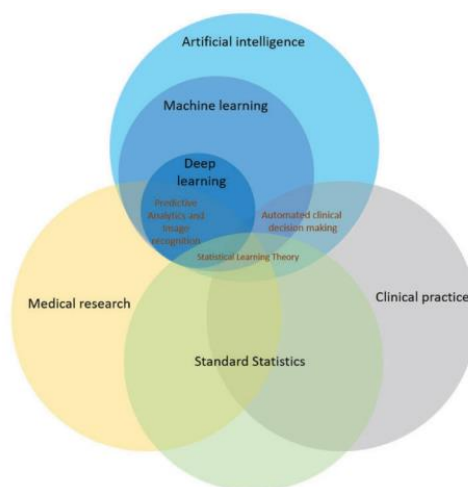 Artificial intelligence
Machine learning
Deep
learning
Predictive
Analytics and
Image
recognition
Automated clinical
decision making
Statistical Learning Theory
Medical research
Clinical practice
Standard Statistics